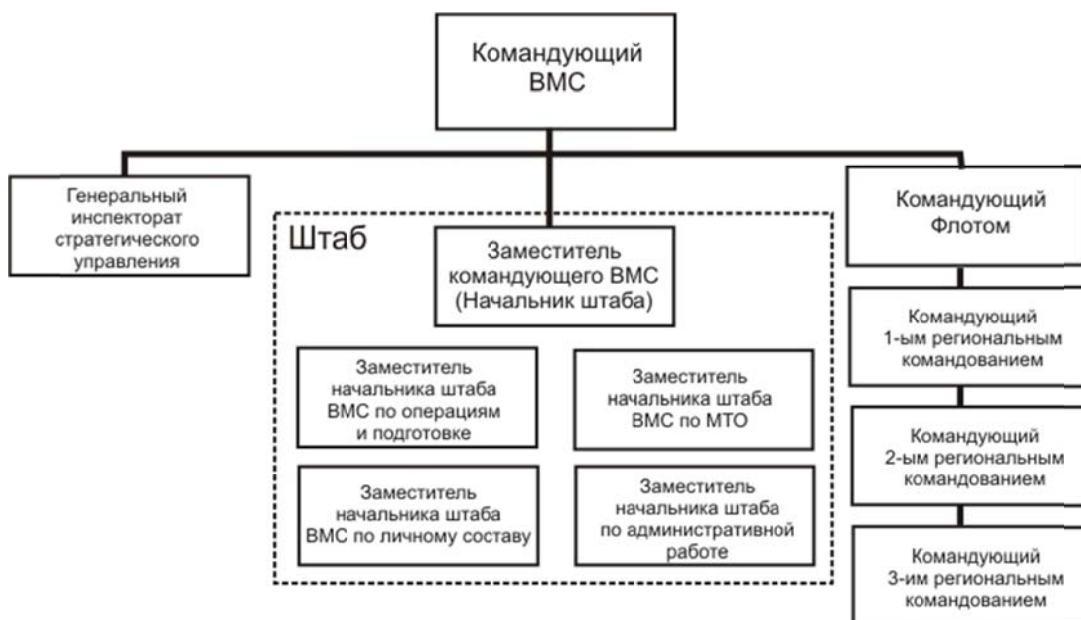 Командующий
ВМС
Генеральный
инспекторат
стратегического
управления
Штаб
Заместитель
командующего ВМС
(Начальник штаба)
Заместитель
начальника штаба
ВМС по операциям
и подготовке
Заместитель
начальника штаба
ВМС по МТО
Заместитель
начальника штаба
ВМС по личному составу
Заместитель
начальника штаба
по административной
работе
Командующий
Флотом
Командующий
1-ым региональным
командованием
Командующий
2-ым региональным
командованием
Командующий
3-им региональным
командованием